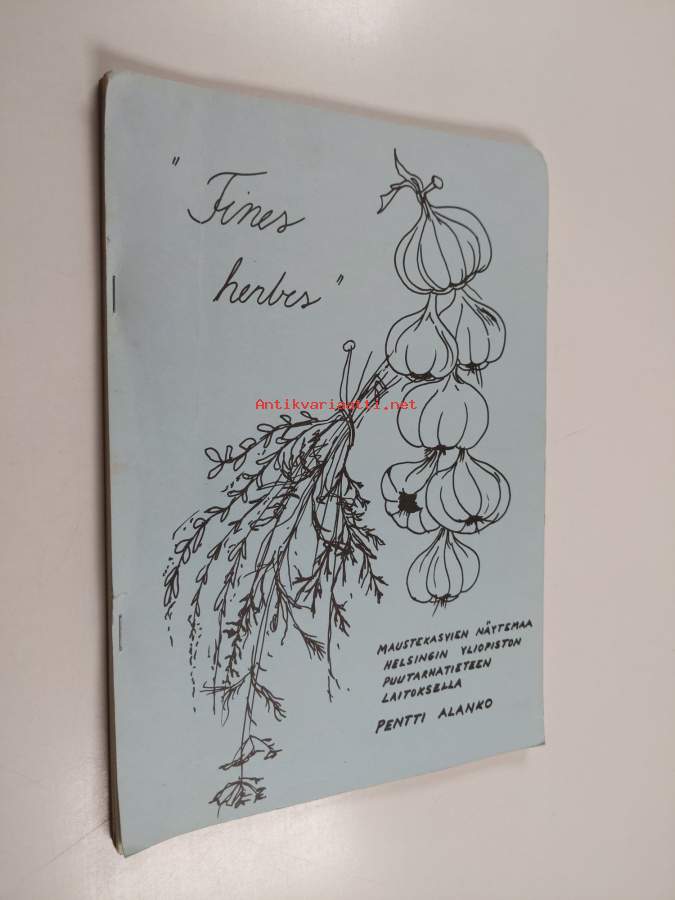 "Fines
herbes"
Antikvariaatti.net
MAUSTEKASVIEN NÄYTEMAA
HELSINGIN YLIOPISTON
PUUTARHATIETEEN
LAITOKSELLA
PENTTI ALANKO